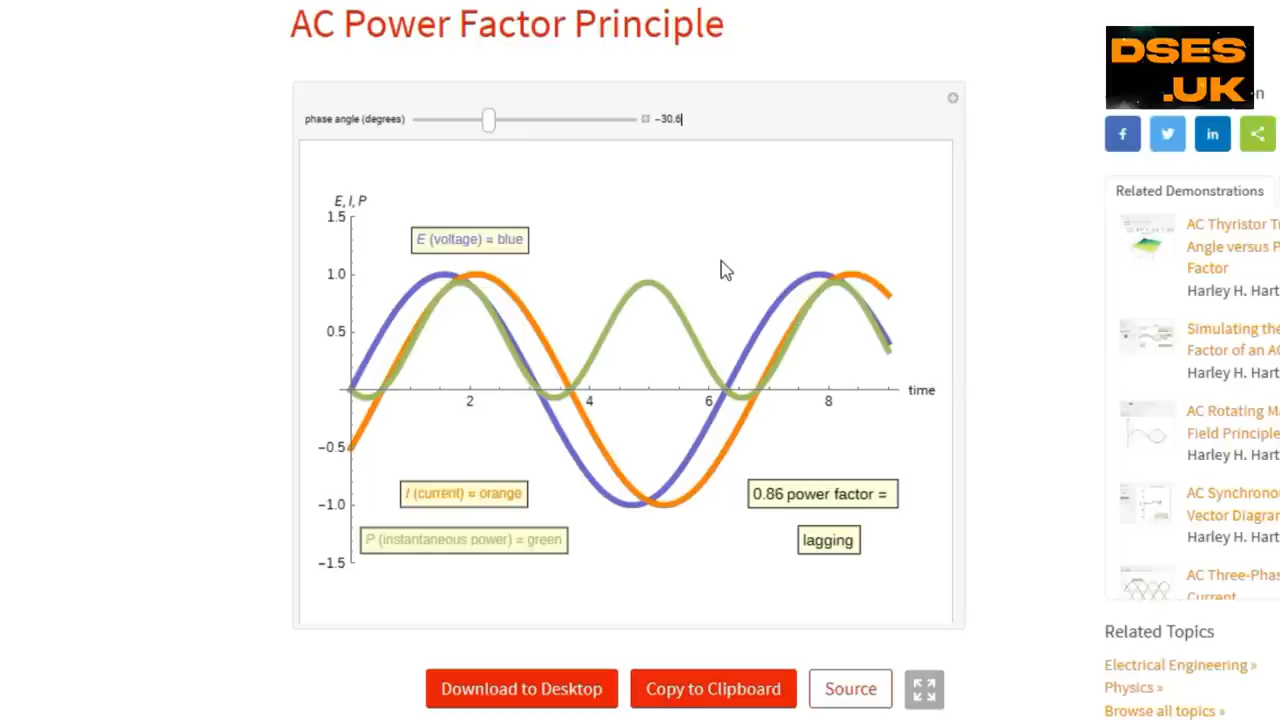 AC Power Factor Principle
DSES
.UK
phase angle (degrees)
−30.6
E, I, P
1.5
1.0
0.5
−0.5
−1.0
−1.5
2
4
6
8
time
E (voltage) = blue
I (current) = orange
P (instantaneous power) = green
0.86 power factor =
lagging
Download to Desktop
Copy to Clipboard
Source
f
in
Related Demonstrations
AC Thyristor T
Angle versus P
Factor
Harley H. Hart
Simulating the
Factor of an AC
Harley H. Hart
AC Rotating Ma
Field Principle
Harley H. Hart
AC Synchrono
Vector Diagram
Harley H. Hart
AC Three-Phas
Current
Related Topics
Electrical Engineering »
Physics »
Browse all topics »